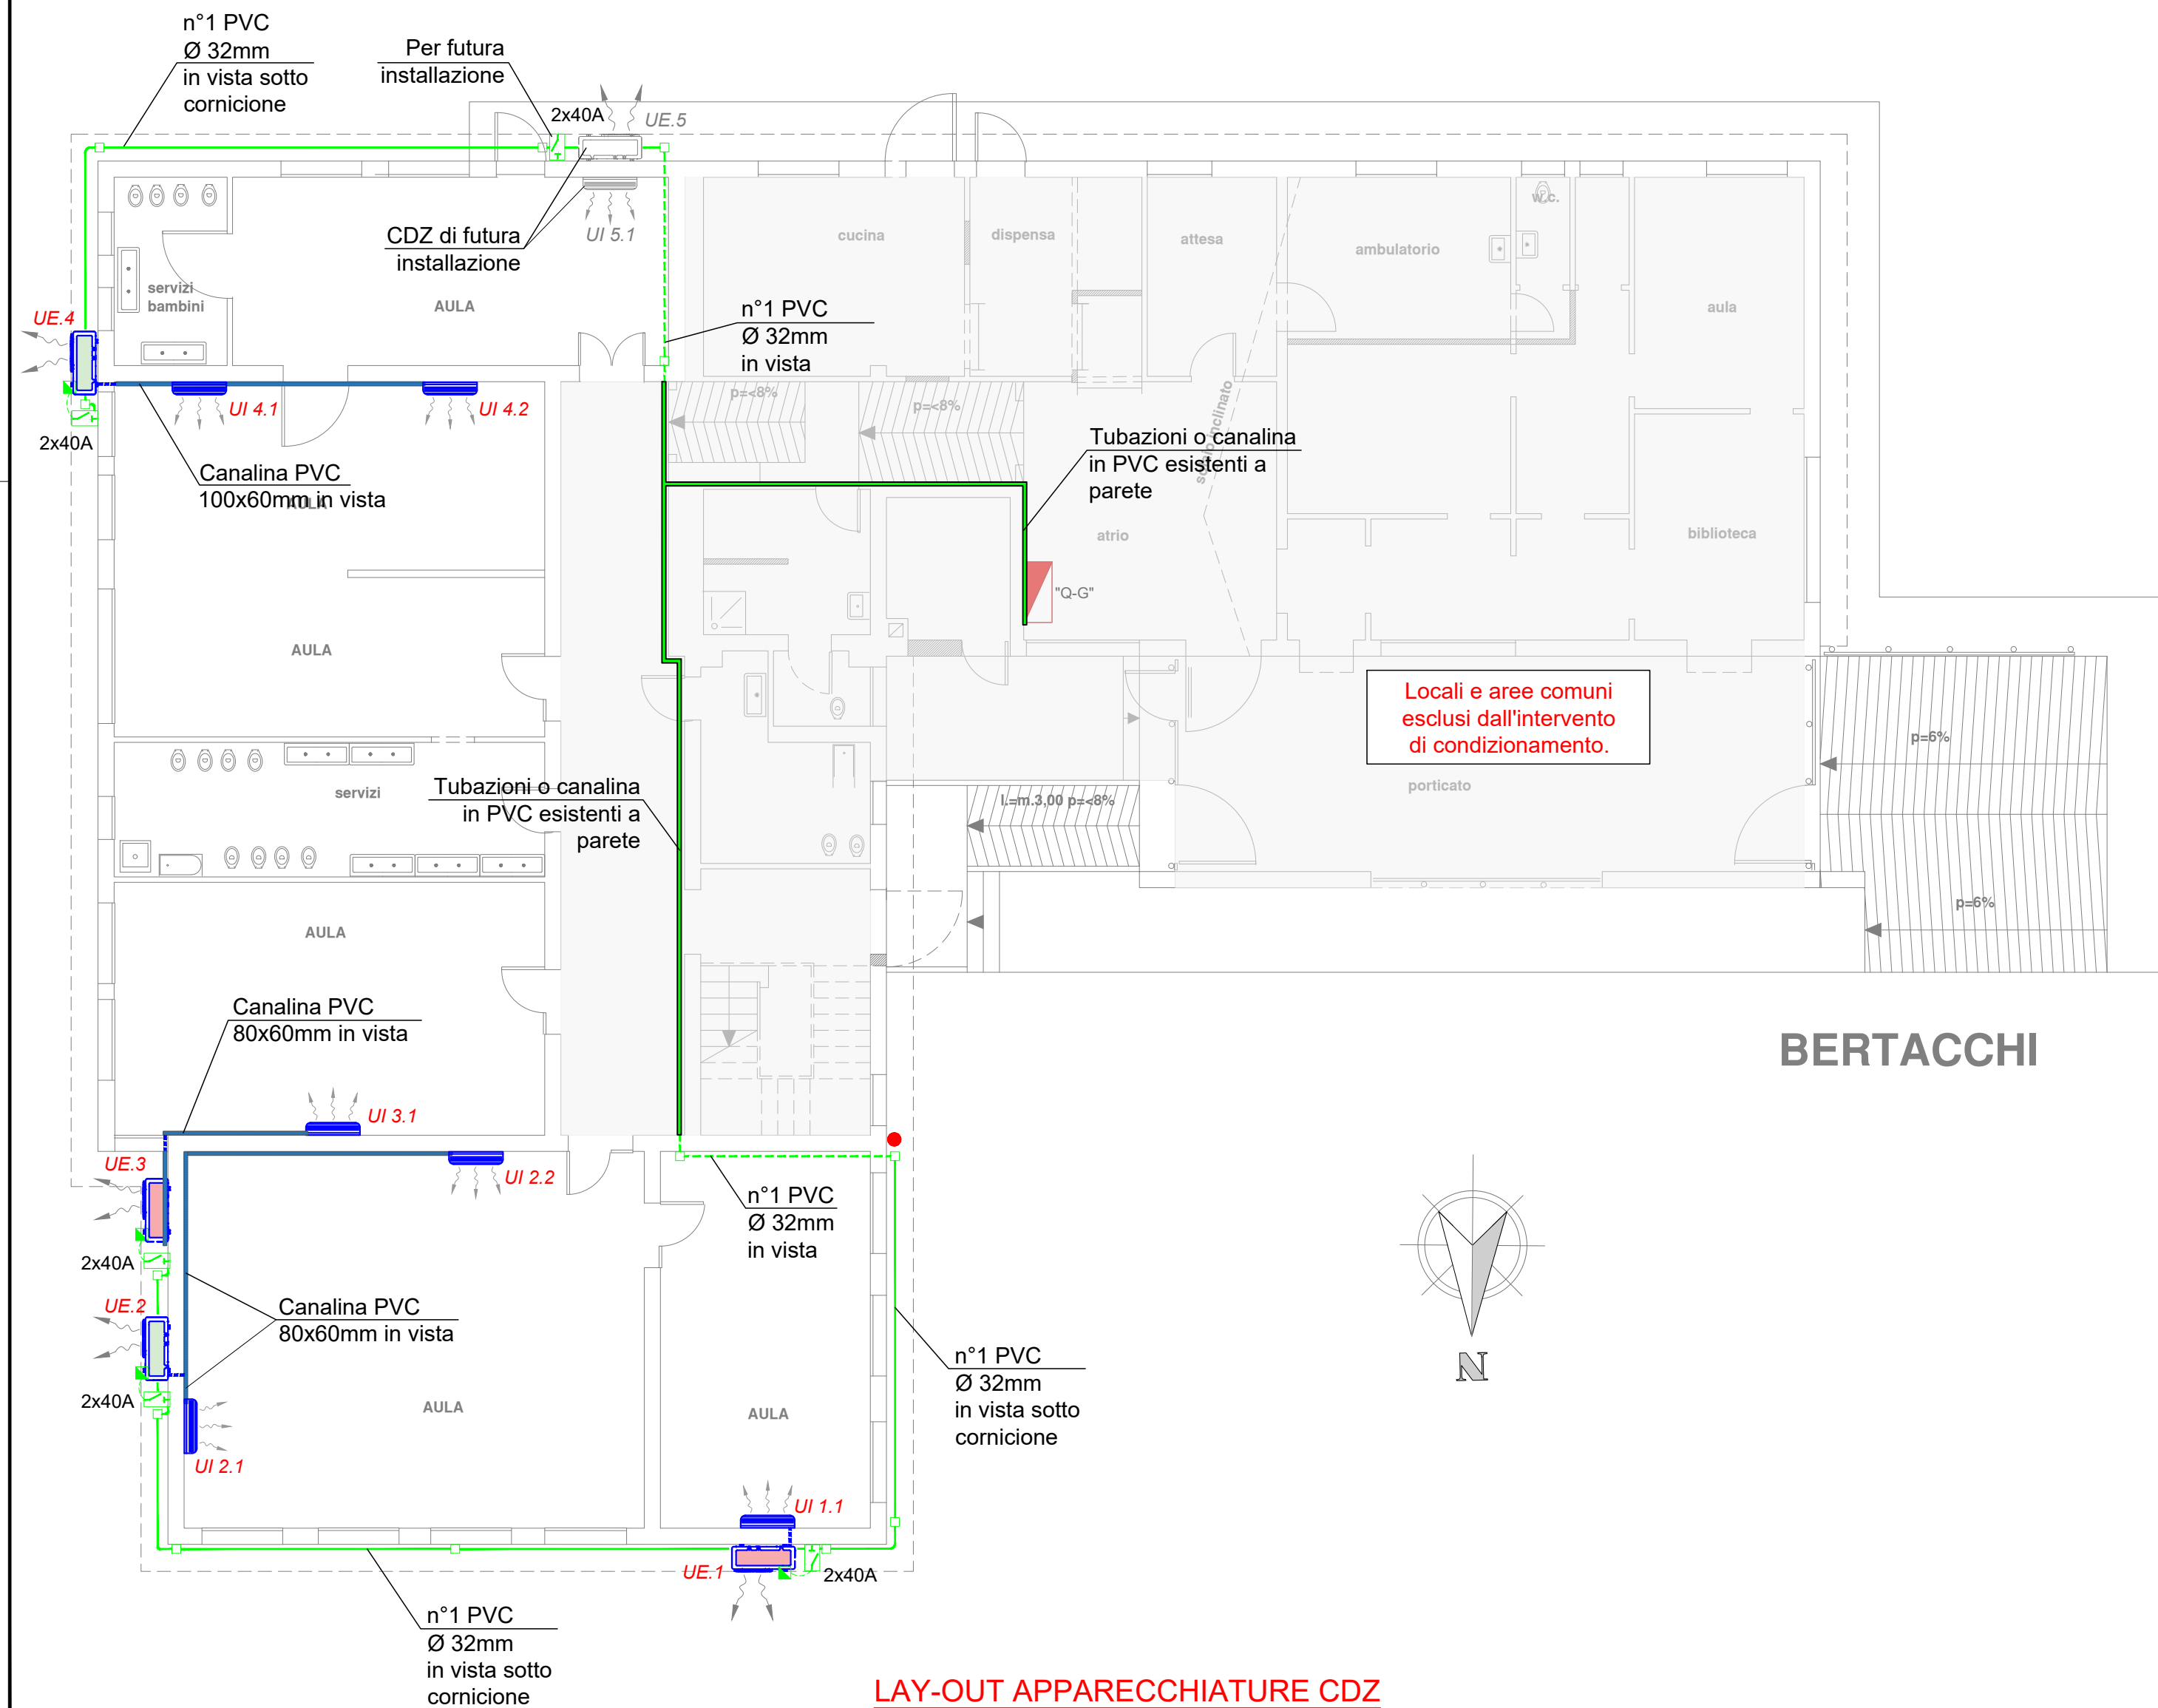 n°1 PVC
Ø 32mm
in vista sotto
cornicione
Per futura
installazione
2x40A
UE.5
CDZ di futura
installazione
UI 5.1
servizi
bambini
AULA
cucina
dispensa
attesa
ambulatorio
w.c.
aula
n°1 PVC
Ø 32mm
in vista
UE.4
UI 4.1
UI 4.2
2x40A
Canalina PVC
100x60mm in vista
AULA
p=<8%
p=<8%
Tubazioni o canalina
in PVC esistenti a
parete
soffio inclinato
atrio
biblioteca
"Q-G"
AULA
Locali e aree comuni
esclusi dall'intervento
di condizionamento.
p=6%
servizi
Tubazioni o canalina
in PVC esistenti a
parete
l.=m.3,00 p=<8%
porticato
p=6%
AULA
Canalina PVC
80x60mm in vista
BERTACCHI
UI 3.1
UE.3
UI 2.2
n°1 PVC
Ø 32mm
in vista
2x40A
UE.2
Canalina PVC
80x60mm in vista
2x40A
N
n°1 PVC
Ø 32mm
in vista sotto
cornicione
AULA
AULA
UI 2.1
UI 1.1
UE.1
2x40A
n°1 PVC
Ø 32mm
in vista sotto
cornicione
LAY-OUT APPARECCHIATURE CDZ